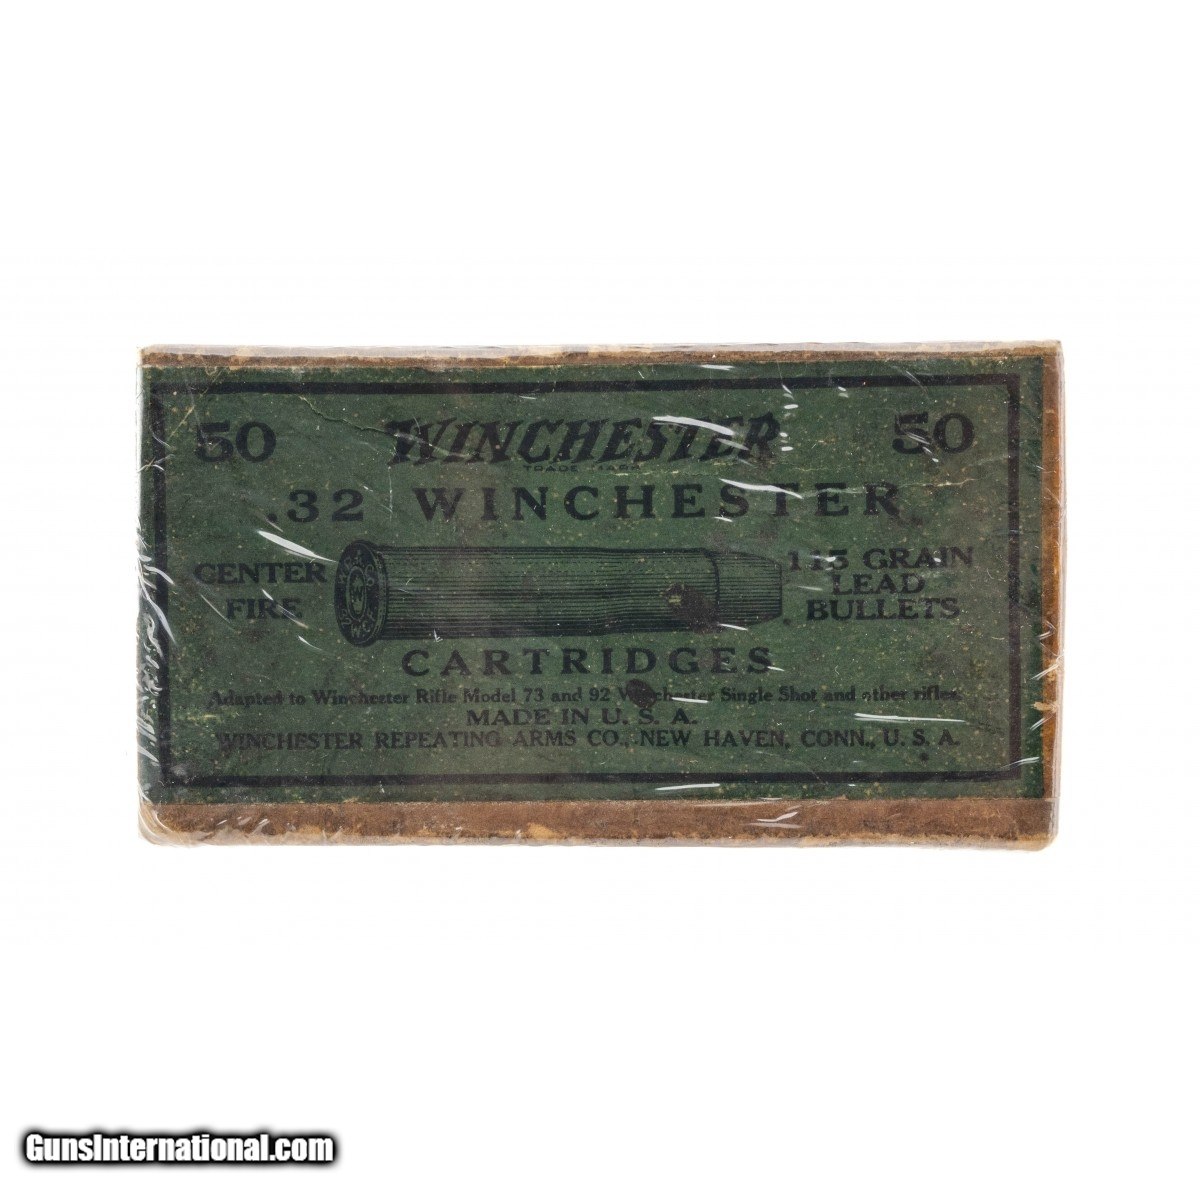 50 WINCHESTER 50
TRADE MARK
.32 WINCHESTER
CENTER
FIRE
115 GRAIN
LEAD
BULLETS
W.R.A.CO.
CARTRIDGES
Adapted to Winchester Rifle Model 73 and 92 Winchester Single Shot and other rifles.
MADE IN U. S. A.
WINCHESTER REPEATING ARMS CO., NEW HAVEN, CONN., U. S. A.
GunsInternational.com